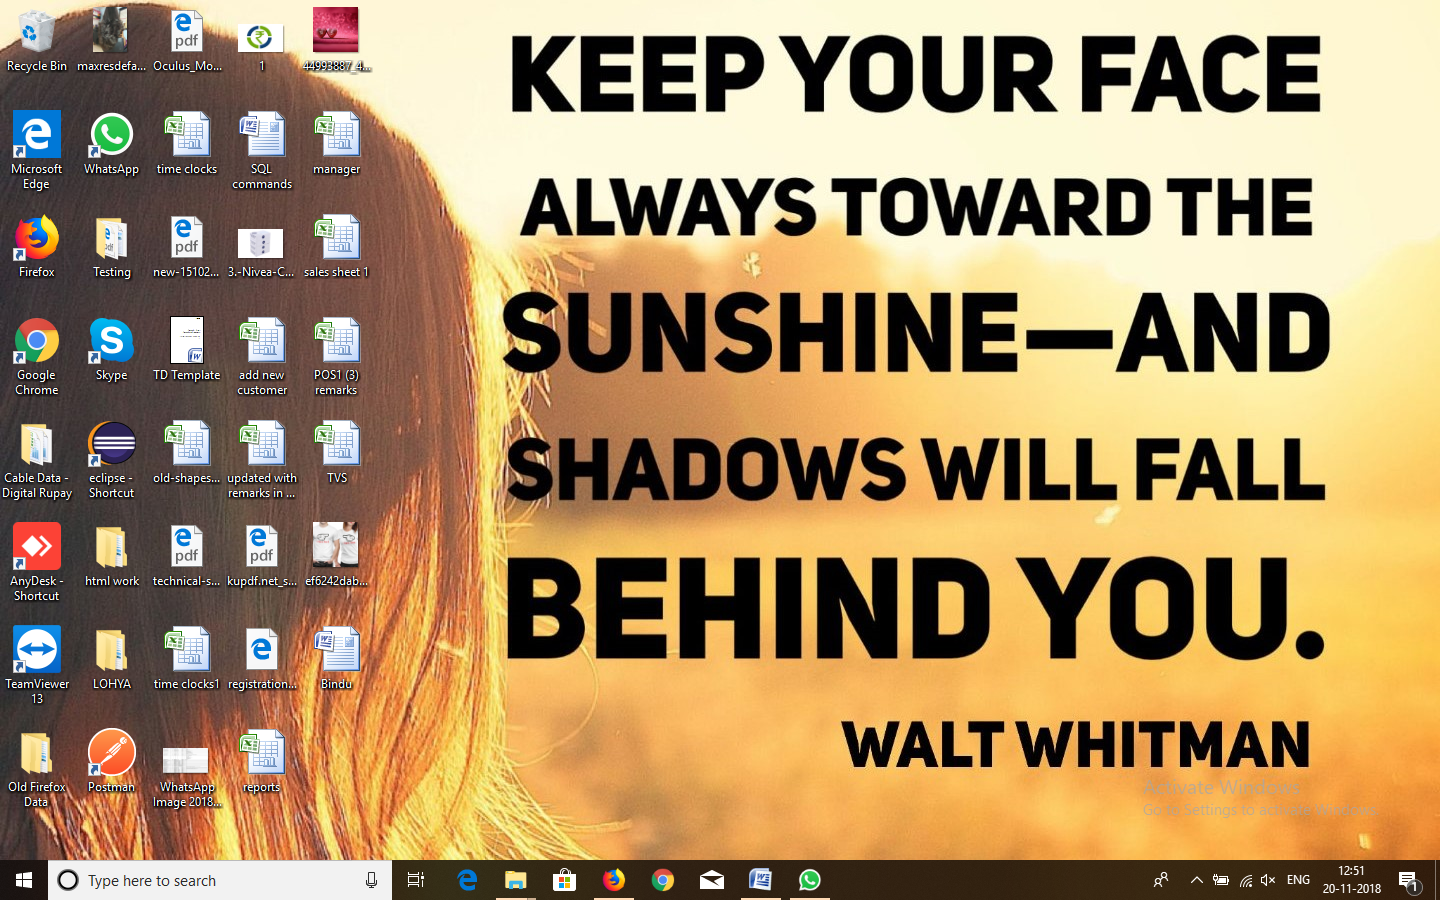 Recycle Bin
maxresdefa...
Oculus_Mo...
1
44993887_4...
KEEP YOUR FACE
ALWAYS TOWARD THE
SUNSHINE—AND
SHADOWS WILL FALL
BEHIND YOU.
WALT WHITMAN
Microsoft
Edge
WhatsApp
time clocks
SQL
commands
manager
Firefox
Testing
new-15102...
3.-Nivea-C...
sales sheet 1
Google
Chrome
Skype
TD Template
add new
customer
POS1 (3)
remarks
Cable Data -
Digital Rupay
eclipse -
Shortcut
old-shapes...
updated with
remarks in ...
TVS
AnyDesk -
Shortcut
html work
technical-s...
kupdf.net_s...
ef6242dab...
TeamViewer
13
LOHYA
time clocks1
registration...
Bindu
Old Firefox
Data
Postman
WhatsApp
Image 2018...
reports
Activate Windows
Go to Settings to activate Windows.
Type here to search
ENG
12:51
20-11-2018
1